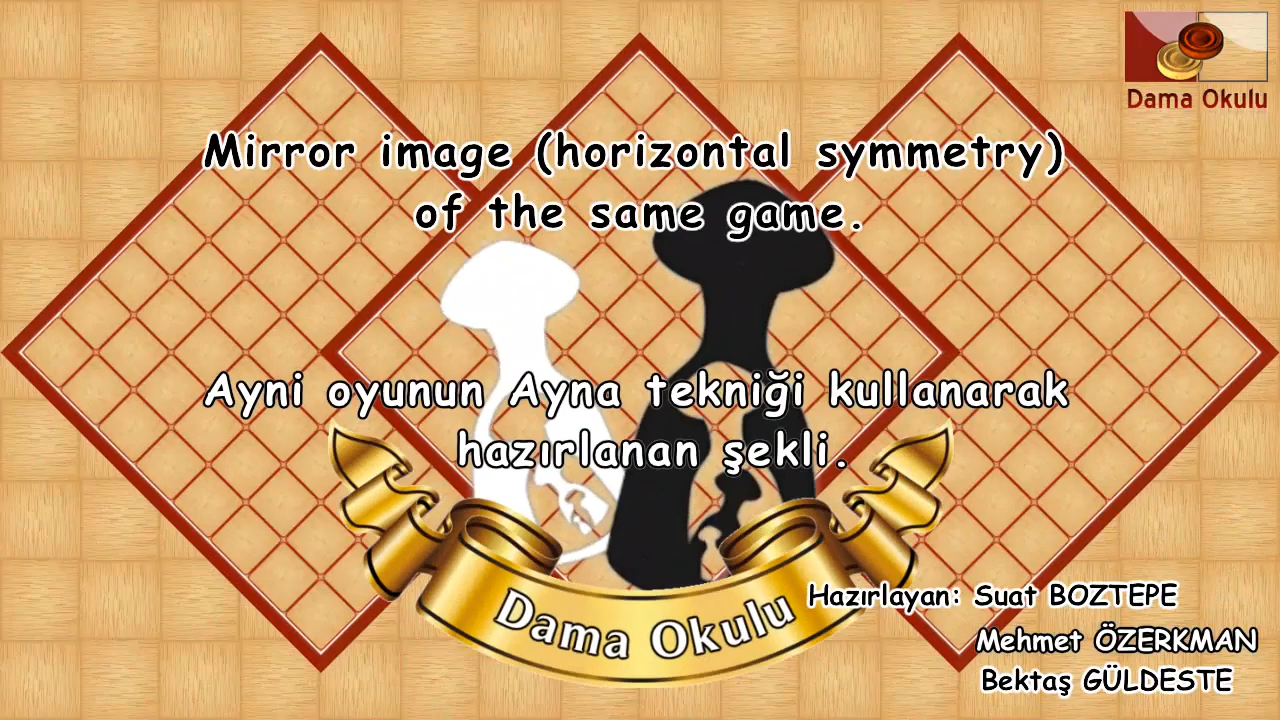 Dama Okulu
Mirror image (horizontal symmetry)
of the same game.
Ayni oyunun Ayna tekniği kullanarak
hazırlanan şekli.
Dama Okulu
Hazırlayan: Suat BOZTEPE
Mehmet ÖZERKMAN
Bektaş GÜLDESTE